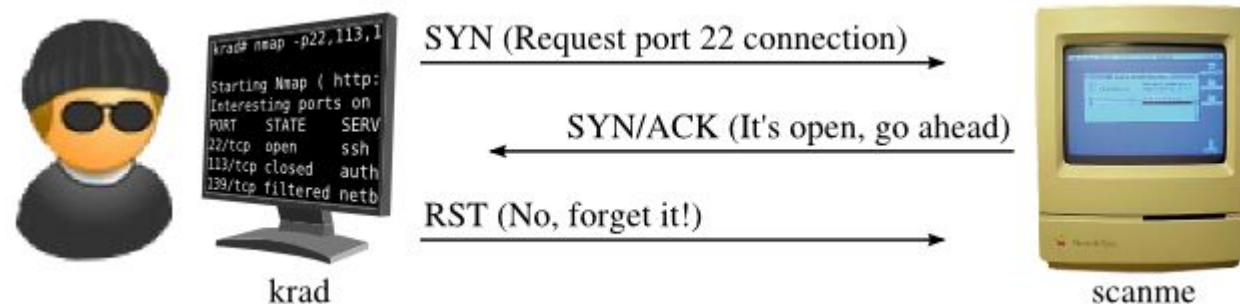 krad# nmap -p22,113,1
Starting Nmap ( http:
Interesting ports on
PORT STATE SERV
22/tcp open ssh
113/tcp closed auth
139/tcp filtered netb
SYN (Request port 22 connection)
SYN/ACK (It's open, go ahead)
RST (No, forget it!)
krad
scanme